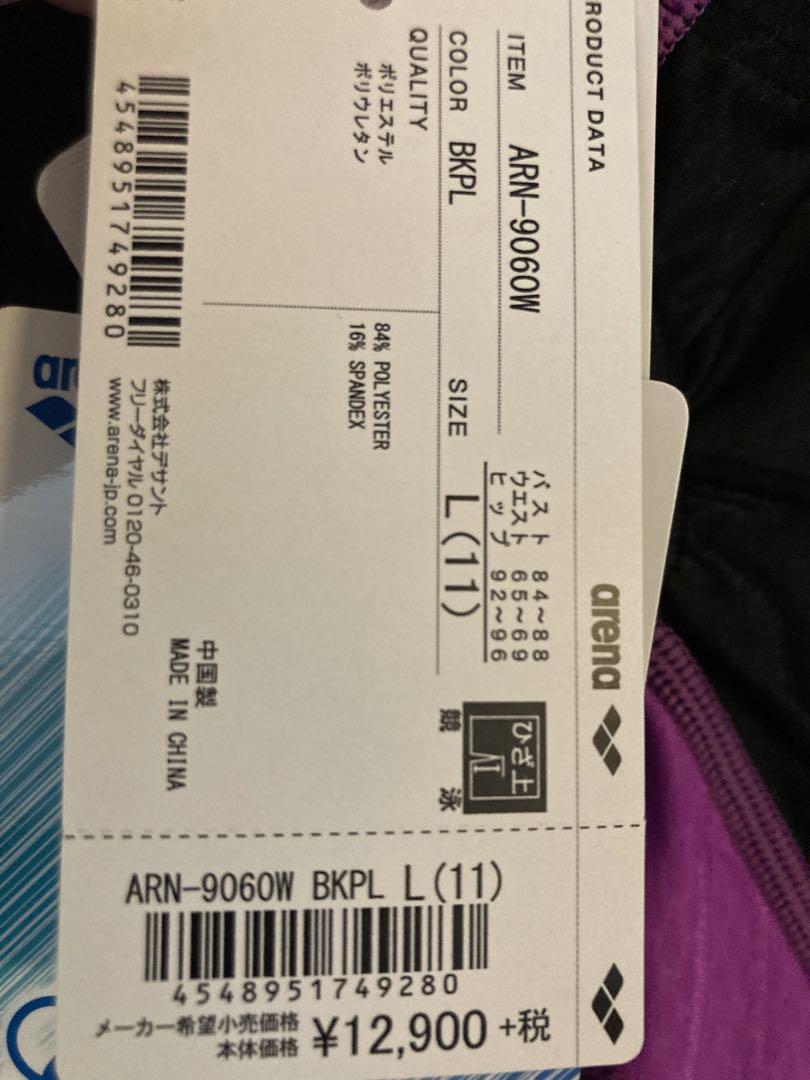 PRODUCT DATA
arena
ITEM ARN-9060W
バスト 84~88
ウエスト 65~69
ヒップ 92~96
COLOR BKPL SIZE L(11)
ひざ上
競泳
QUALITY
ポリエステル 84% POLYESTER
ポリウレタン 16% SPANDEX
中国製
MADE IN CHINA
4548951749280
株式会社デサント
フリーダイヤル 0120-46-0310
www.arena-jp.com
ARN-9060W BKPL L(11)
4548951749280
メーカー希望小売価格
本体価格 ¥12,900 +税